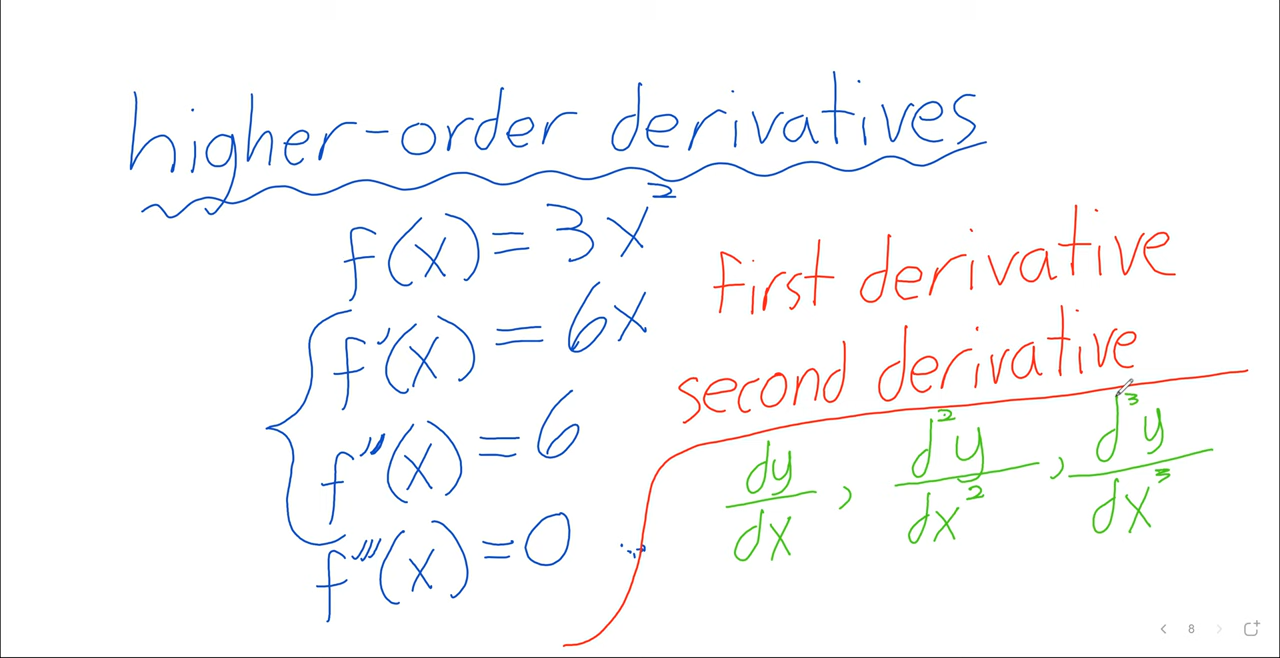 higher-order derivatives
f(x) = 3x²
f'(x) = 6x
f''(x) = 6
f'''(x) = 0
first derivative
second derivative
dy/dx , d²y/dx² , d³y/dx³
8